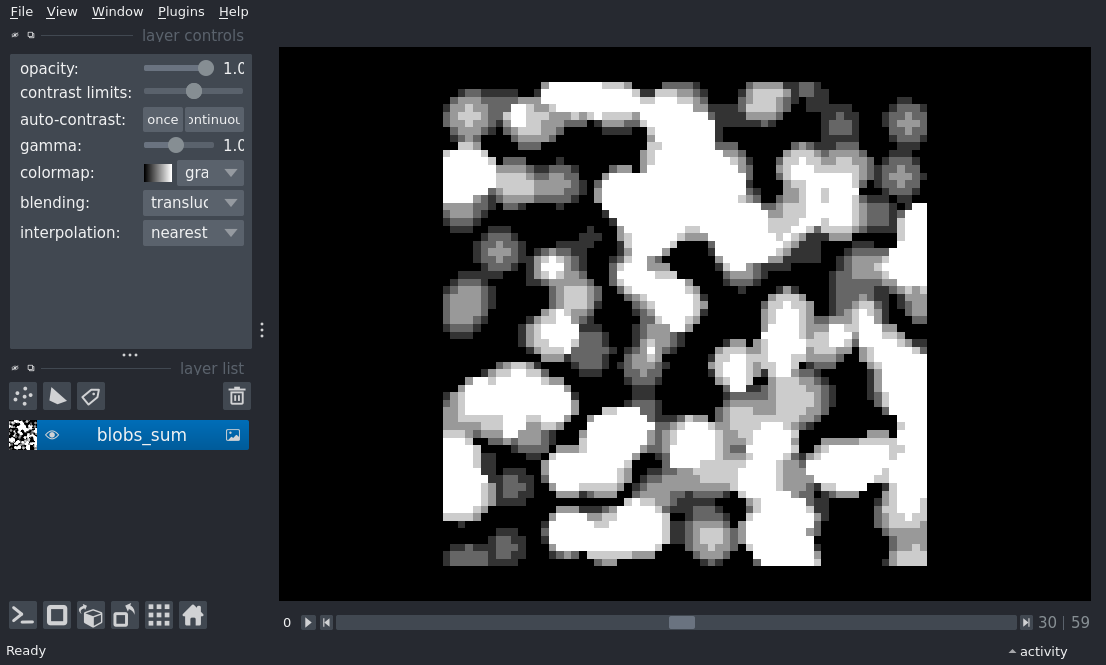 File View Window Plugins Help
layer controls
opacity: 1.0
contrast limits:
auto-contrast: once ontinuou
gamma: 1.0
colormap: gra
blending: transluc
interpolation: nearest
layer list
blobs_sum
0 30 | 59
Ready activity